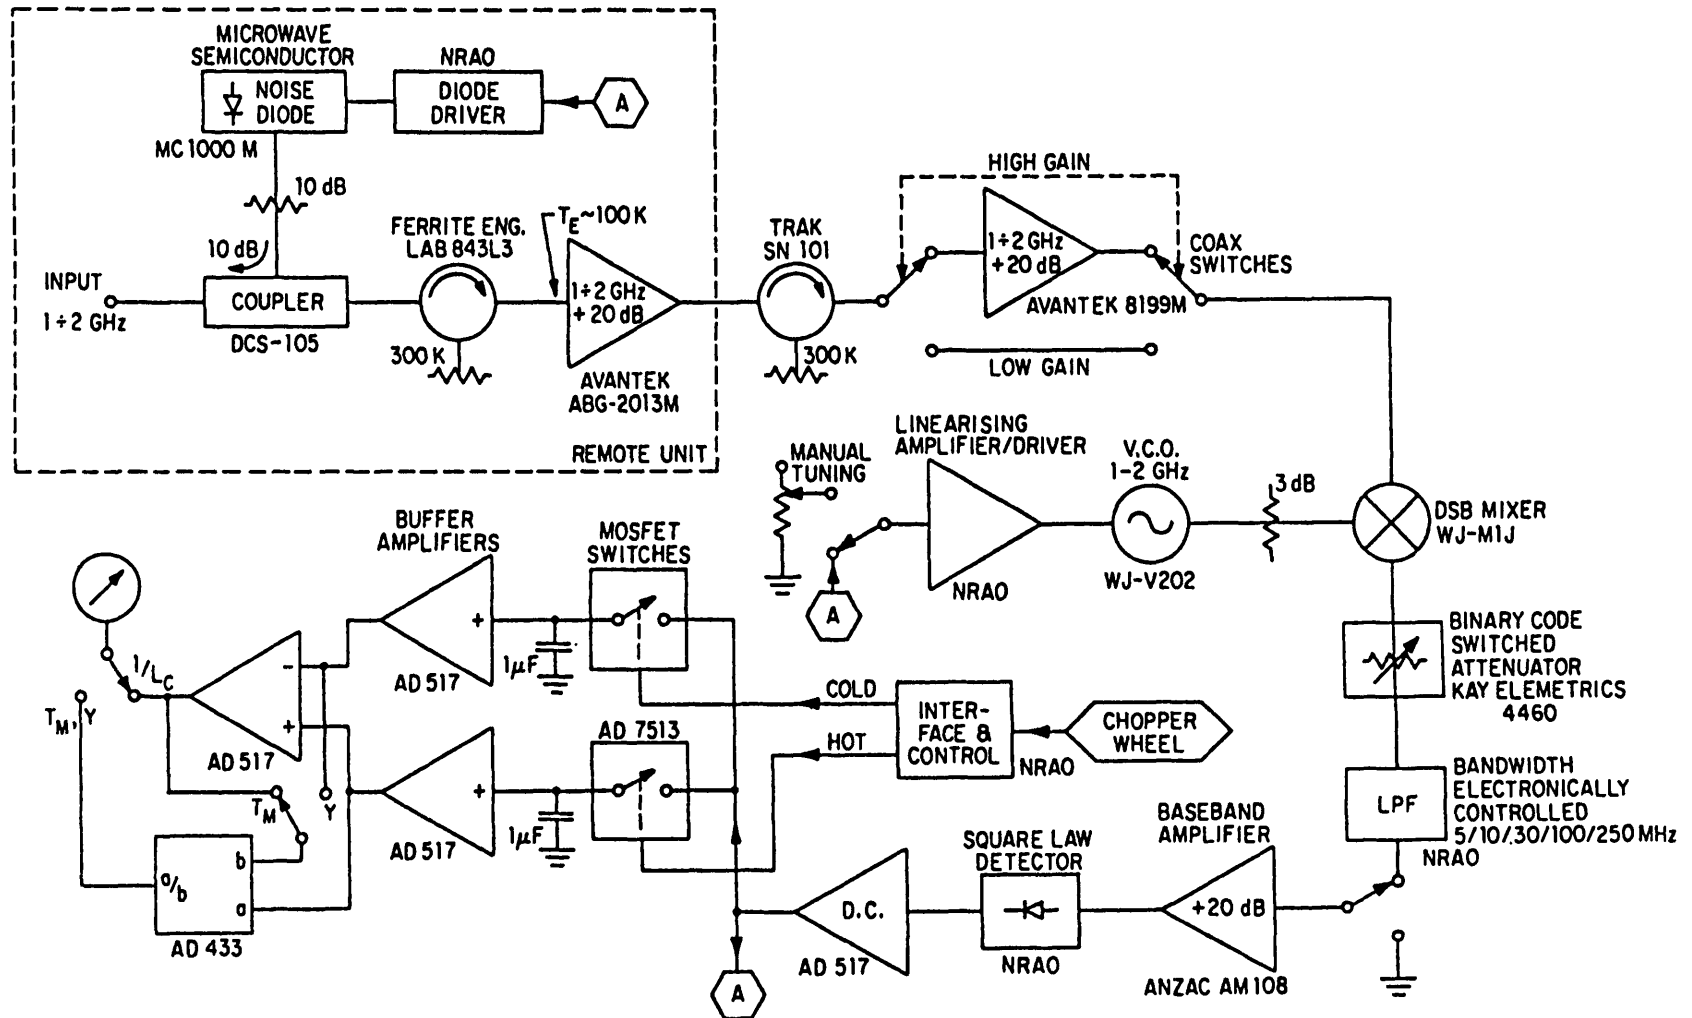 MICROWAVE
SEMICONDUCTOR
NOISE
DIODE
MC1000 M
NRAO
DIODE
DRIVER
A
10 dB
10 dB
INPUT
1÷2 GHz
COUPLER
DCS-105
FERRITE ENG.
LAB 843L3
300 K
TE~100 K
1÷2 GHz
+ 20 dB
AVANTEK
ABG-2013M
REMOTE UNIT
TRAK
SN 101
300 K
HIGH GAIN
1÷2 GHz
+20 dB
AVANTEK 8199M
COAX
SWITCHES
LOW GAIN
MANUAL
TUNING
LINEARISING
AMPLIFIER/DRIVER
NRAO
A
V.C.O.
1-2 GHz
WJ-V202
3 dB
DSB MIXER
WJ-M1J
BINARY CODE
SWITCHED
ATTENUATOR
KAY ELEMETRICS
4460
LPF
BANDWIDTH
ELECTRONICALLY
CONTROLLED
5/10/30/100/250 MHz
NRAO
BASEBAND
AMPLIFIER
+20 dB
ANZAC AM108
SQUARE LAW
DETECTOR
NRAO
D.C.
AD 517
A
BUFFER
AMPLIFIERS
+
AD 517
1µF
MOSFET
SWITCHES
COLD
HOT
INTER-
FACE &
CONTROL
NRAO
CHOPPER
WHEEL
AD 7513
+
AD 517
1µF
1/LC
TM, Y
-
+
AD 517
TM
Y
a/b
b
a
AD 433